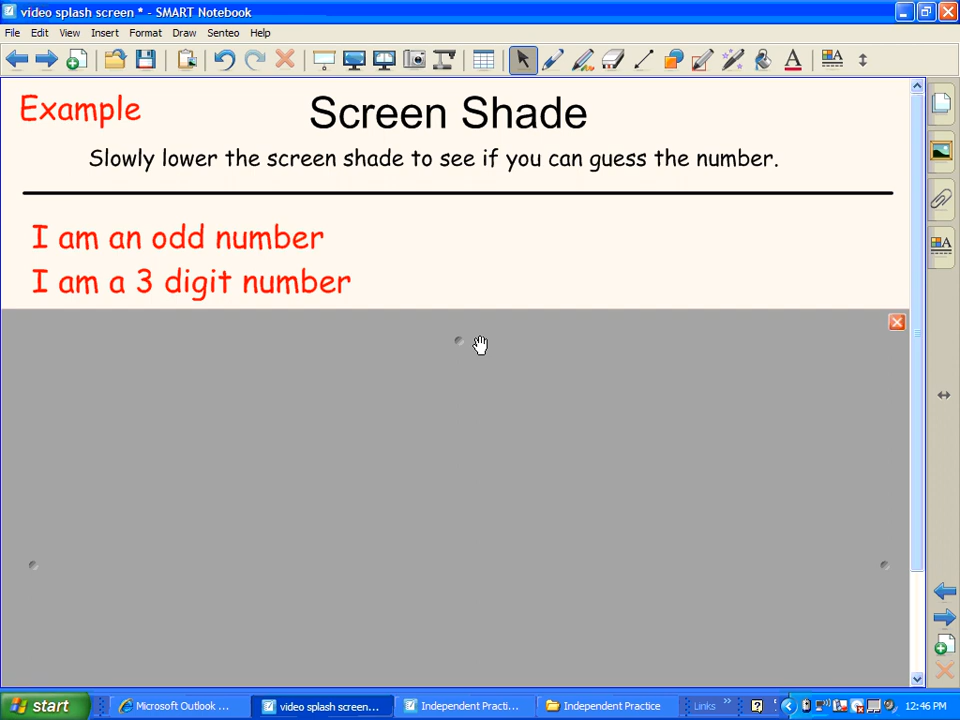 video splash screen * - SMART Notebook
File Edit View Insert Format Draw Senteo Help
Example
Screen Shade
Slowly lower the screen shade to see if you can guess the number.
I am an odd number
I am a 3 digit number
start
Microsoft Outlook ...
video splash screen...
Independent Practi...
Independent Practice
Links
12:46 PM